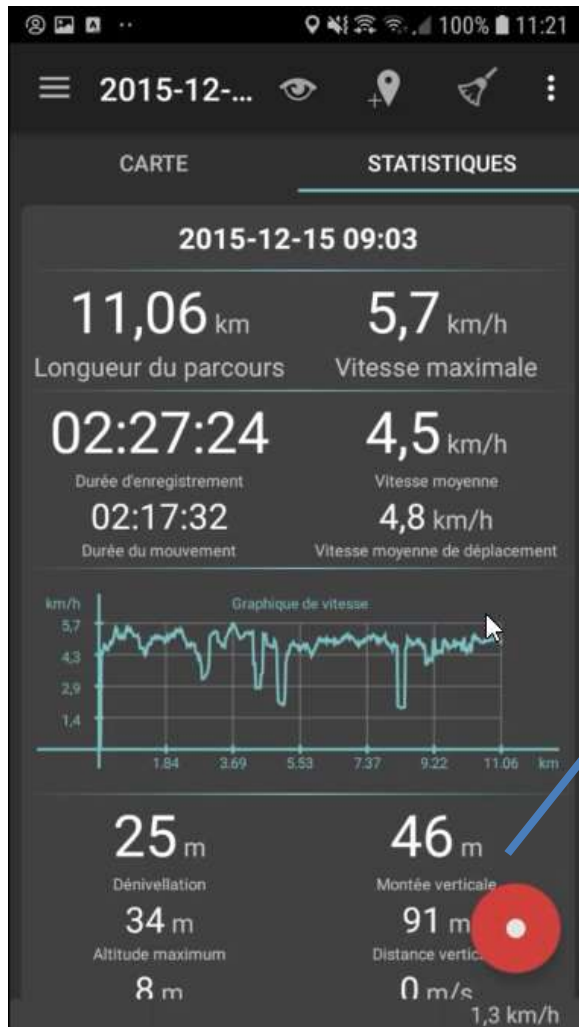 100% 11:21
2015-12-...
CARTE STATISTIQUES
2015-12-15 09:03
11,06 km 5,7 km/h
Longueur du parcours Vitesse maximale
02:27:24 4,5 km/h
Durée d'enregistrement Vitesse moyenne
02:17:32 4,8 km/h
Durée du mouvement Vitesse moyenne de déplacement
km/h Graphique de vitesse
5,7
4,3
2,9
1,4
1.84 3.69 5.53 7.37 9.22 11.06 km
25 m 46 m
Dénivellation Montée verticale
34 m 91 m
Altitude maximum Distance
8 m 0 m/s
1,3 km/h